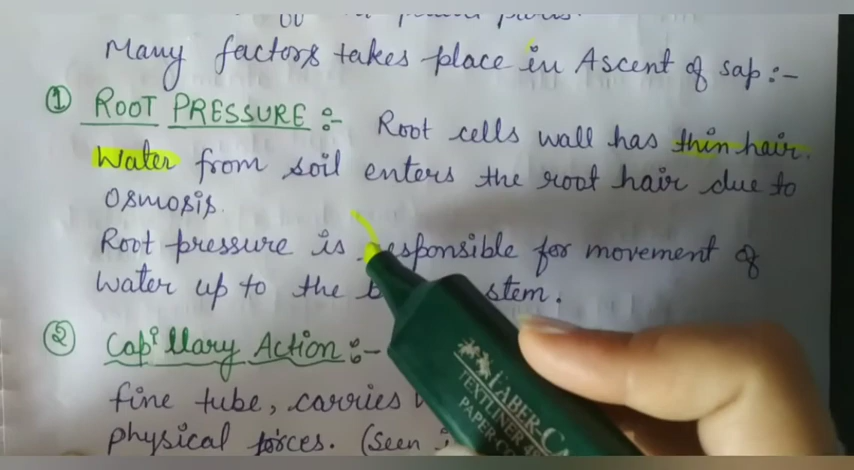 Many factors takes place in Ascent of sap :-
① ROOT PRESSURE :- Root cells wall has thin hair.
Water from soil enters the root hair due to
osmosis.
Root pressure is responsible for movement of
water up to the stem.
② Capillary Action :-
fine tube, carries
physical forces. (Seen
FABER-CA
TEXTLINER
PAPER